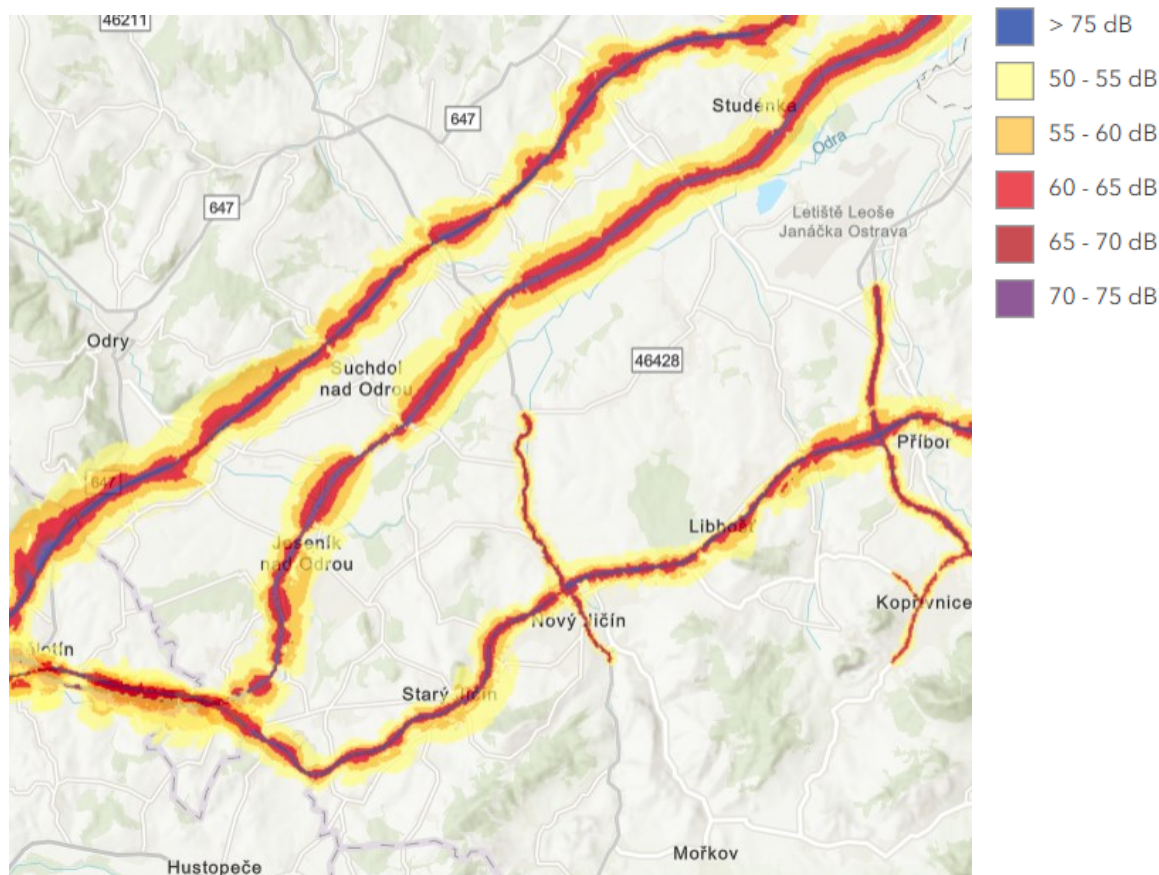 46211
647
Studénka
Odra
647
Letiště Leoše
Janáčka Ostrava
Odry
46428
Suchdol
nad Odrou
Příbor
647
Libhošť
Jeseník
nad Odrou
Kopřivnice
Nový Jičín
Bělotín
Starý Jičín
Mořkov
Hustopeče
> 75 dB
50 - 55 dB
55 - 60 dB
60 - 65 dB
65 - 70 dB
70 - 75 dB